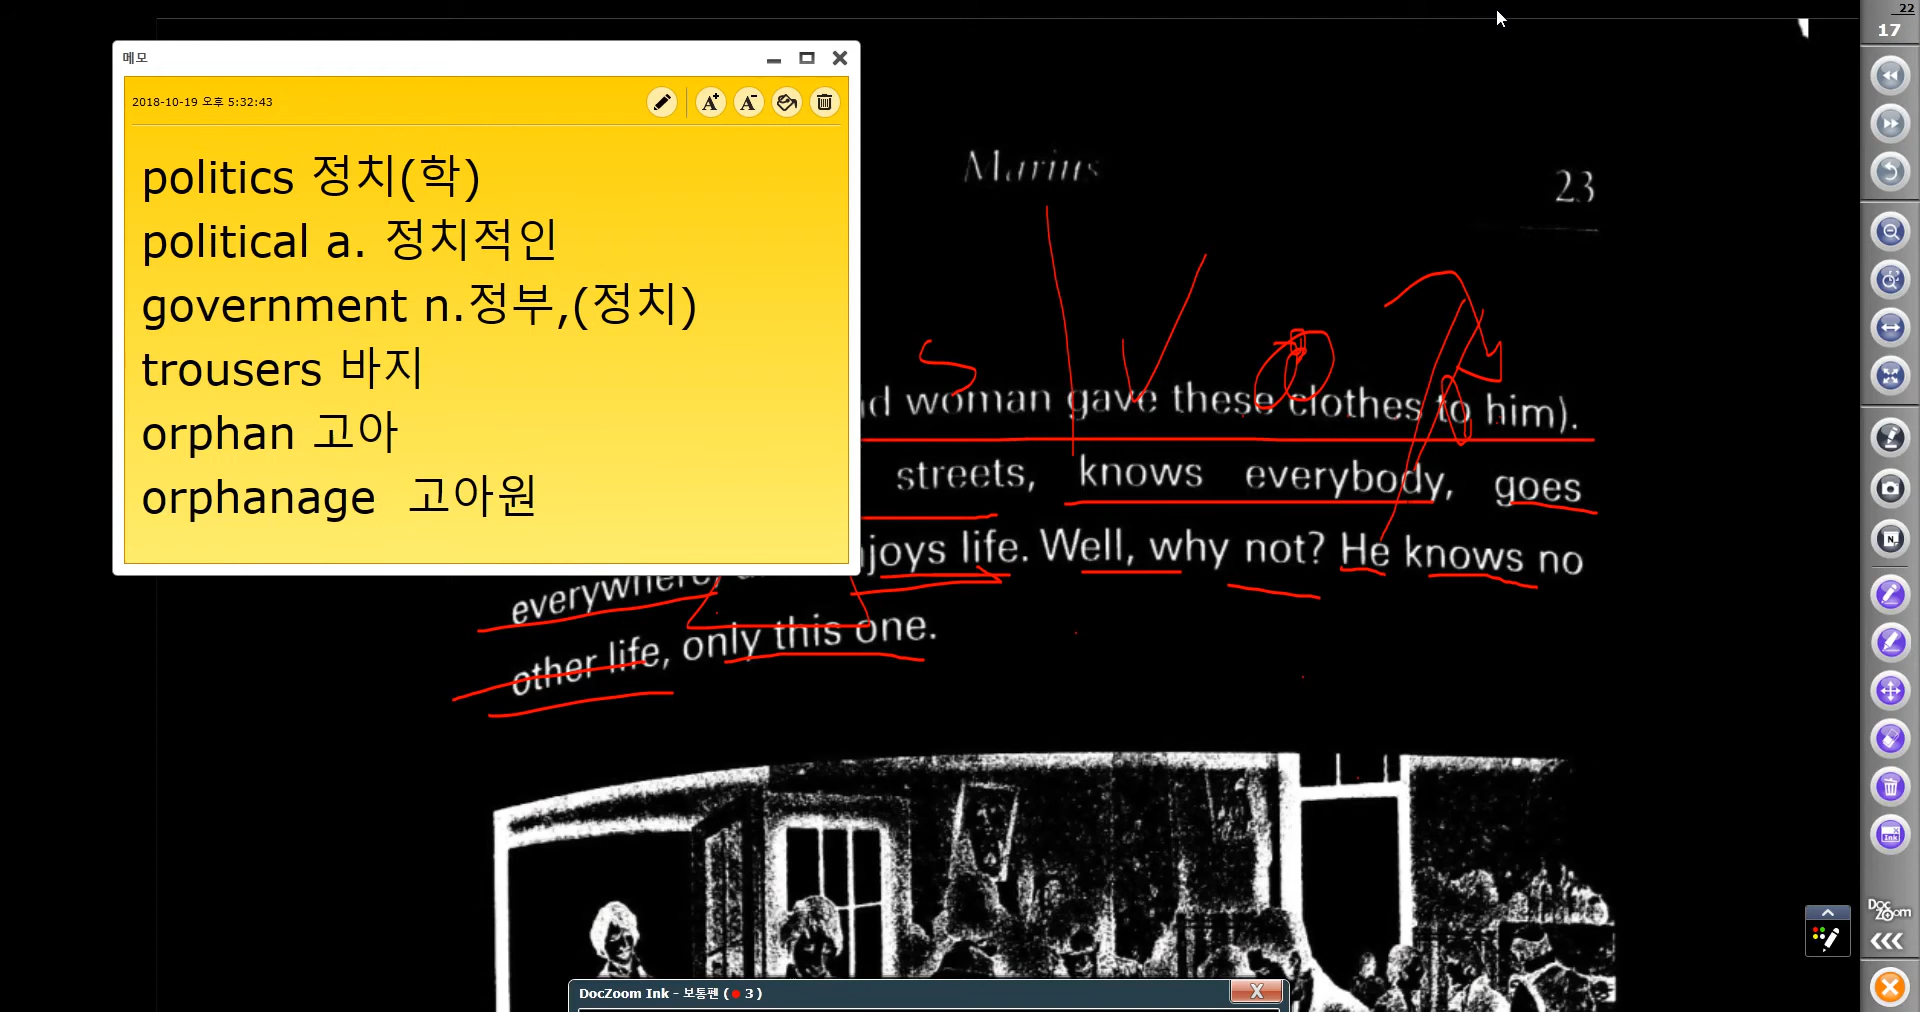 22
17
메모
2018-10-19 오후 5:32:43
politics 정치(학)
political a. 정치적인
government n.정부,(정치)
trousers 바지
orphan 고아
orphanage 고아원
Marius
23
woman gave these clothes to him).
streets, knows everybody, goes
joys life. Well, why not? He knows no
everywhere,
other life, only this one.
S V O
DocZoom
DocZoom Ink - 보통펜 ( 3 )